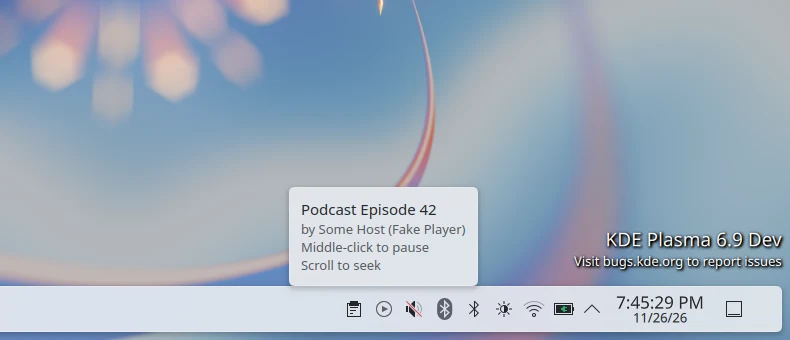 Podcast Episode 42
by Some Host (Fake Player)
Middle-click to pause
Scroll to seek
KDE Plasma 6.9 Dev
Visit bugs.kde.org to report issues
7:45:29 PM
11/26/26